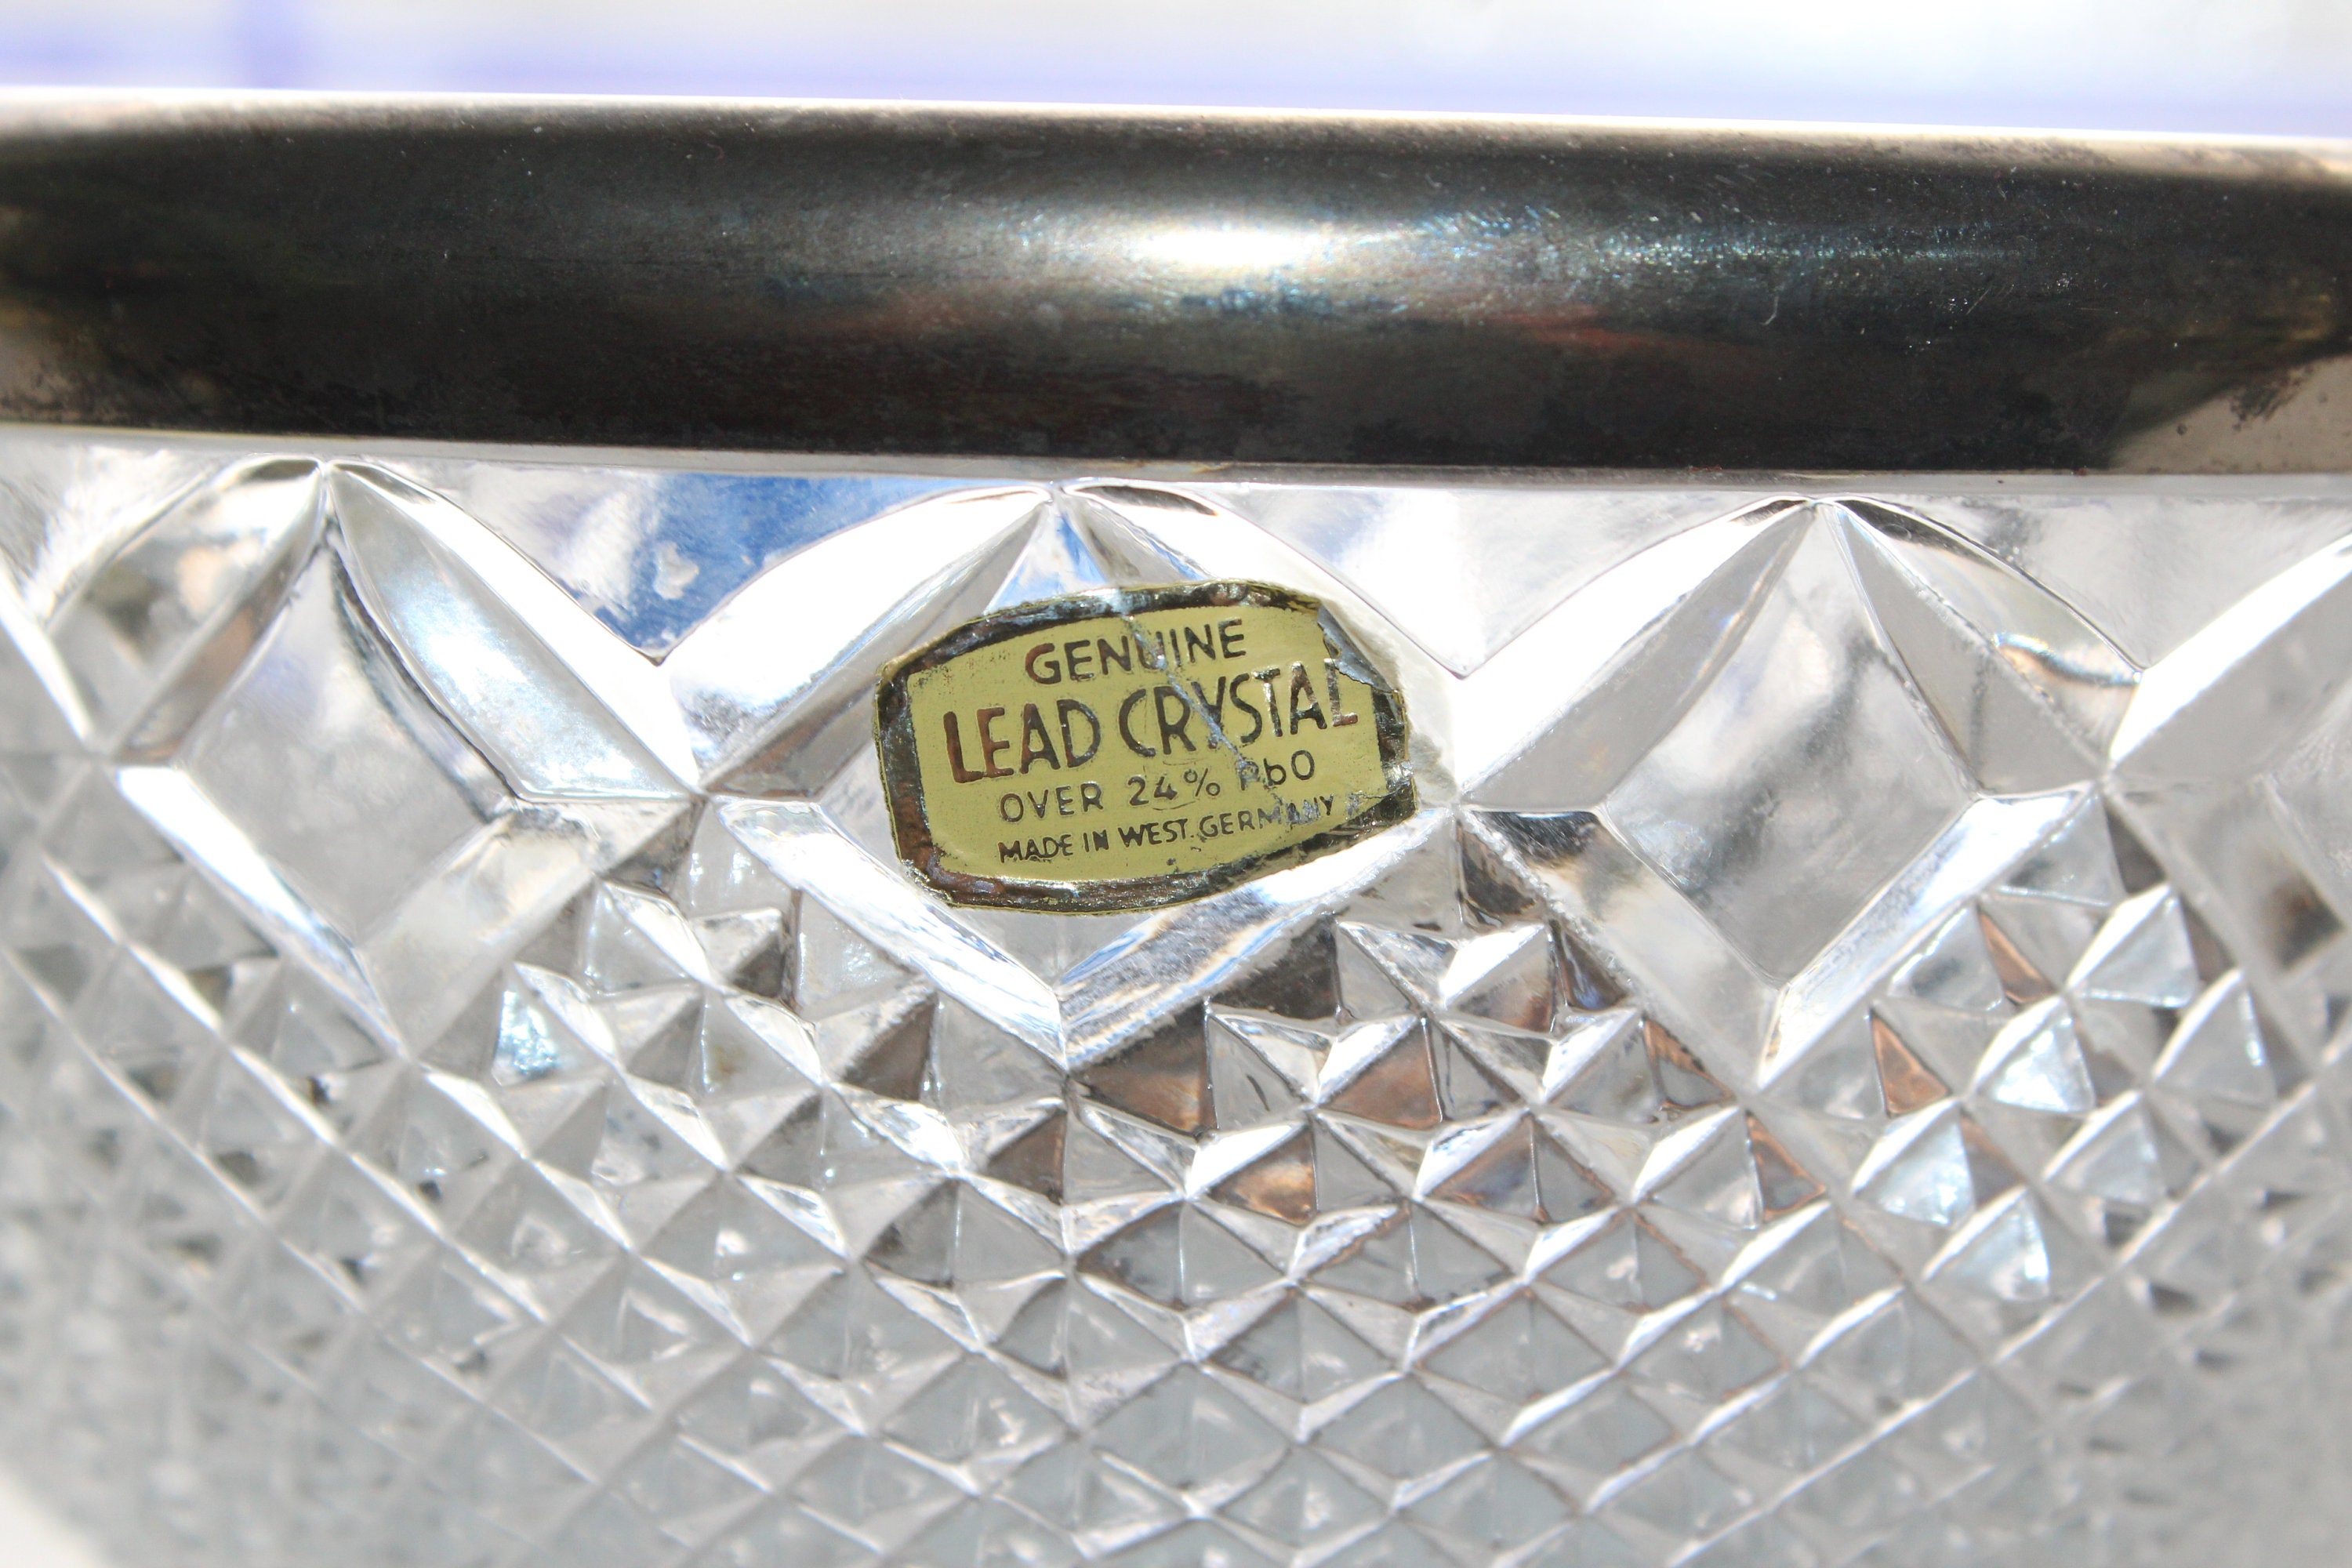 GENUINE
LEAD CRYSTAL
OVER 24% PbO
MADE IN WEST. GERMANY